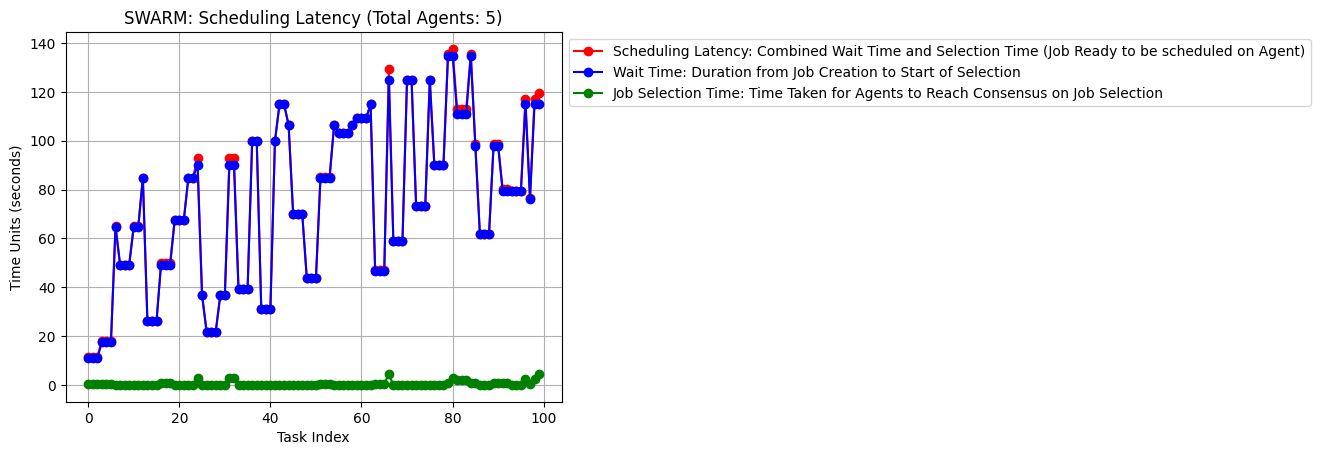 SWARM: Scheduling Latency (Total Agents: 5)
Scheduling Latency: Combined Wait Time and Selection Time (Job Ready to be scheduled on Agent)
Wait Time: Duration from Job Creation to Start of Selection
Job Selection Time: Time Taken for Agents to Reach Consensus on Job Selection
Time Units (seconds)
140
120
100
80
60
40
20
0
0 20 40 60 80 100
Task Index